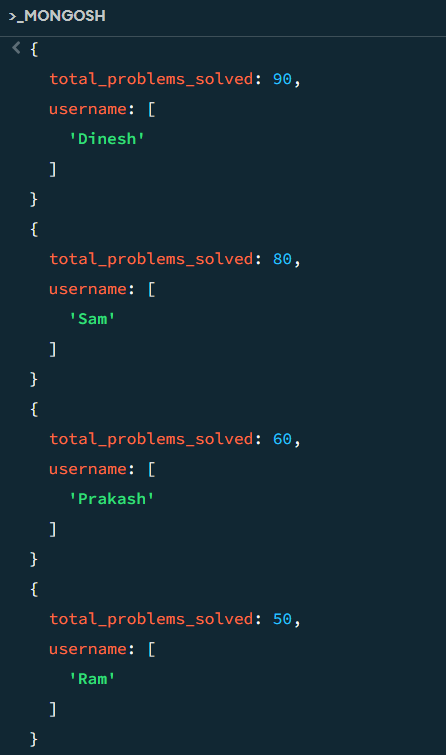 >_MONGOSH
< {
total_problems_solved: 90,
username: [
'Dinesh'
]
}
{
total_problems_solved: 80,
username: [
'Sam'
]
}
{
total_problems_solved: 60,
username: [
'Prakash'
]
}
{
total_problems_solved: 50,
username: [
'Ram'
]
}